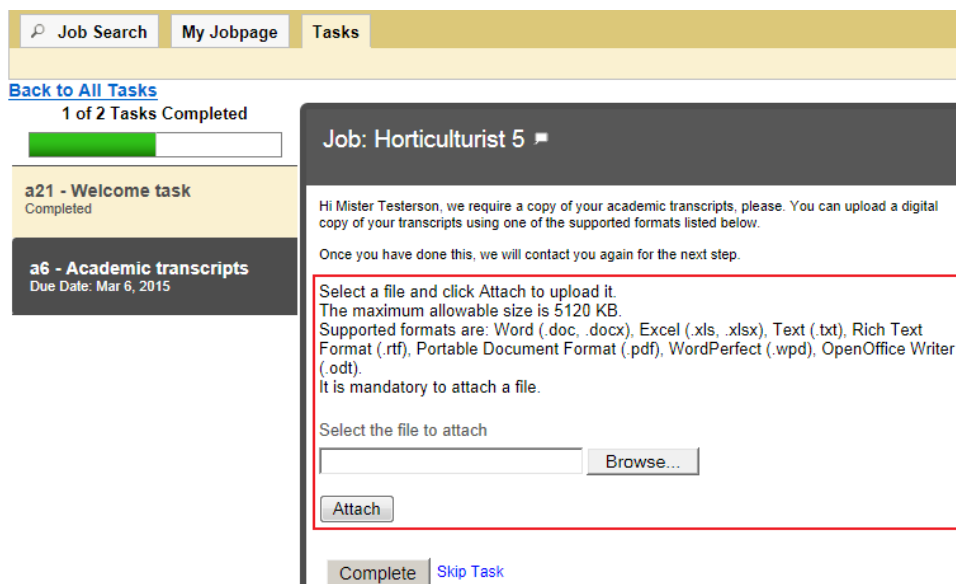 Job Search My Jobpage Tasks
Back to All Tasks
1 of 2 Tasks Completed
a21 - Welcome task
Completed
a6 - Academic transcripts
Due Date: Mar 6, 2015
Job: Horticulturist 5
Hi Mister Testerson, we require a copy of your academic transcripts, please. You can upload a digital
copy of your transcripts using one of the supported formats listed below.
Once you have done this, we will contact you again for the next step.
Select a file and click Attach to upload it.
The maximum allowable size is 5120 KB.
Supported formats are: Word (.doc, .docx), Excel (.xls, .xlsx), Text (.txt), Rich Text
Format (.rtf), Portable Document Format (.pdf), WordPerfect (.wpd), OpenOffice Writer
(.odt).
It is mandatory to attach a file.
Select the file to attach
Browse...
Attach
Complete Skip Task